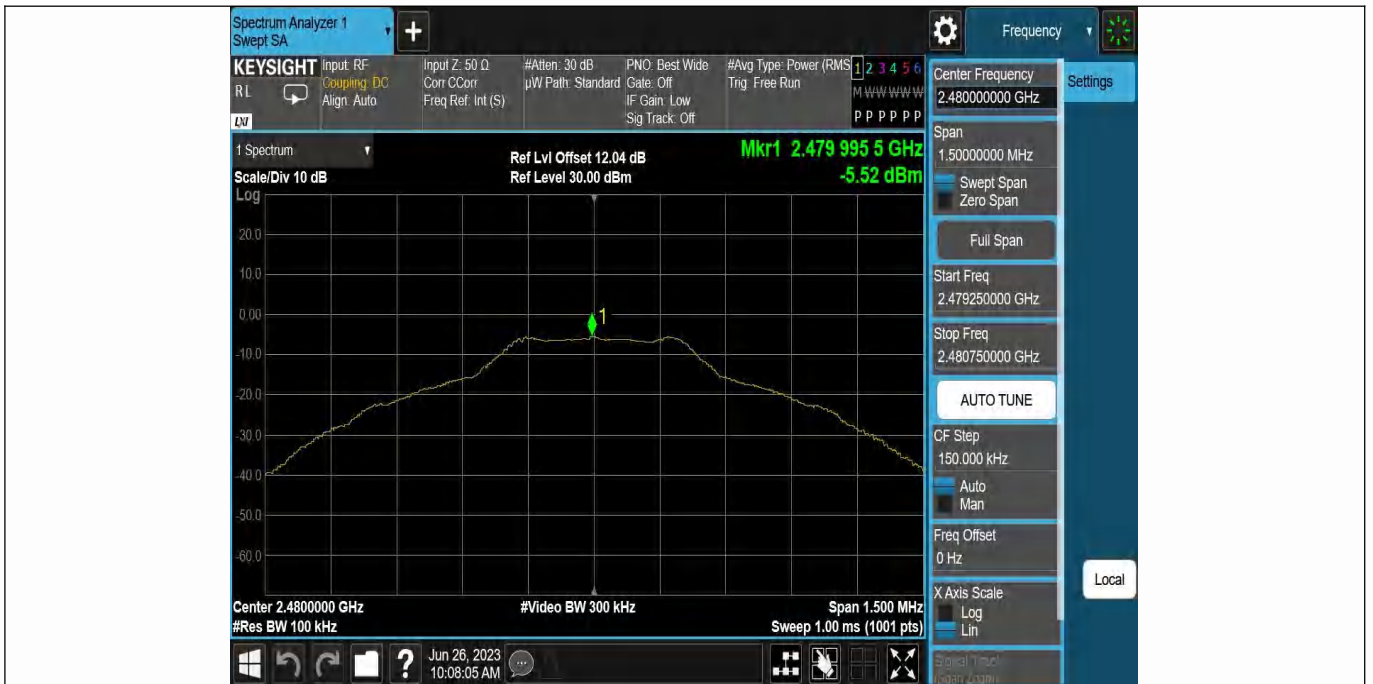 Spectrum Analyzer 1
Swept SA
+
Frequency
KEYSIGHT
RL
LXI
Input: RF
Coupling: DC
Align: Auto
Input Z: 50 Ω
Corr CCorr
Freq Ref: Int (S)
#Atten: 30 dB
µW Path: Standard
PNO: Best Wide
Gate: Off
IF Gain: Low
Sig Track: Off
#Avg Type: Power (RMS
Trig: Free Run
1 2 3 4 5 6
M W W W W W
P P P P P P
1 Spectrum
Scale/Div 10 dB
Log
Ref Lvl Offset 12.04 dB
Ref Level 30.00 dBm
Mkr1 2.479 995 5 GHz
-5.52 dBm
20.0
10.0
0.00
-10.0
-20.0
-30.0
-40.0
-50.0
-60.0
1
Center 2.4800000 GHz
#Res BW 100 kHz
#Video BW 300 kHz
Span 1.500 MHz
Sweep 1.00 ms (1001 pts)
Jun 26, 2023
10:08:05 AM
Center Frequency
2.480000000 GHz
Settings
Span
1.50000000 MHz
Swept Span
Zero Span
Full Span
Start Freq
2.479250000 GHz
Stop Freq
2.480750000 GHz
AUTO TUNE
CF Step
150.000 kHz
Auto
Man
Freq Offset
0 Hz
X Axis Scale
Log
Lin
Signal Track
(Span Zoom)
Local